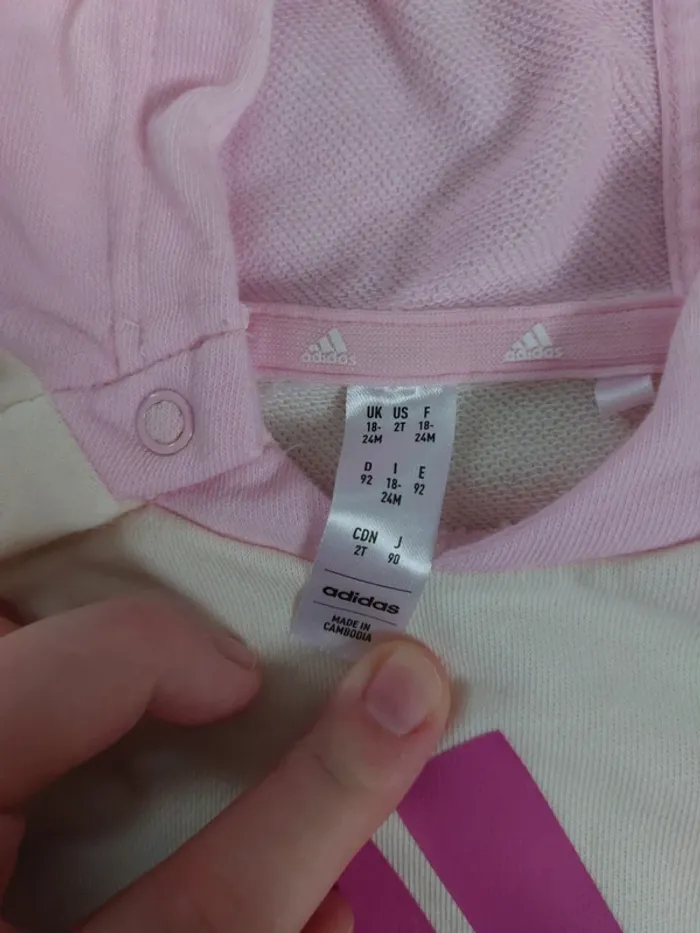 adidas adidas
UK US F
18- 2T 18-
24M 24M
D I E
92 18- 92
24M
CDN J
2T 90
adidas
MADE IN
CAMBODIA